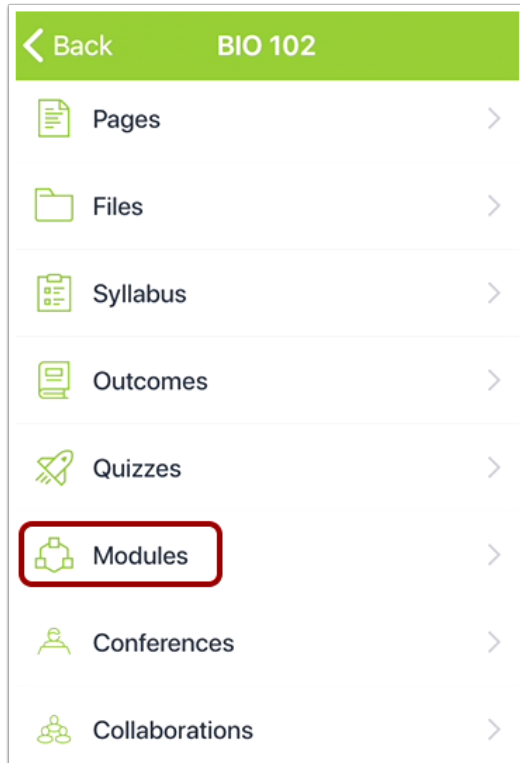 Back BIO 102
Pages
Files
Syllabus
Outcomes
Quizzes
Modules
Conferences
Collaborations